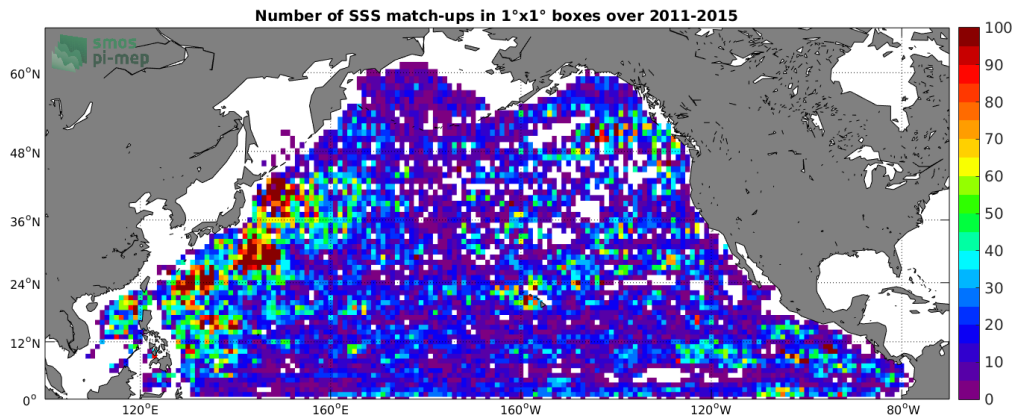 Number of SSS match-ups in 1°x1° boxes over 2011-2015
smos
pi-mep
60°N
48°N
36°N
24°N
12°N
0°
120°E
160°E
160°W
120°W
80°W
100
90
80
70
60
50
40
30
20
10
0